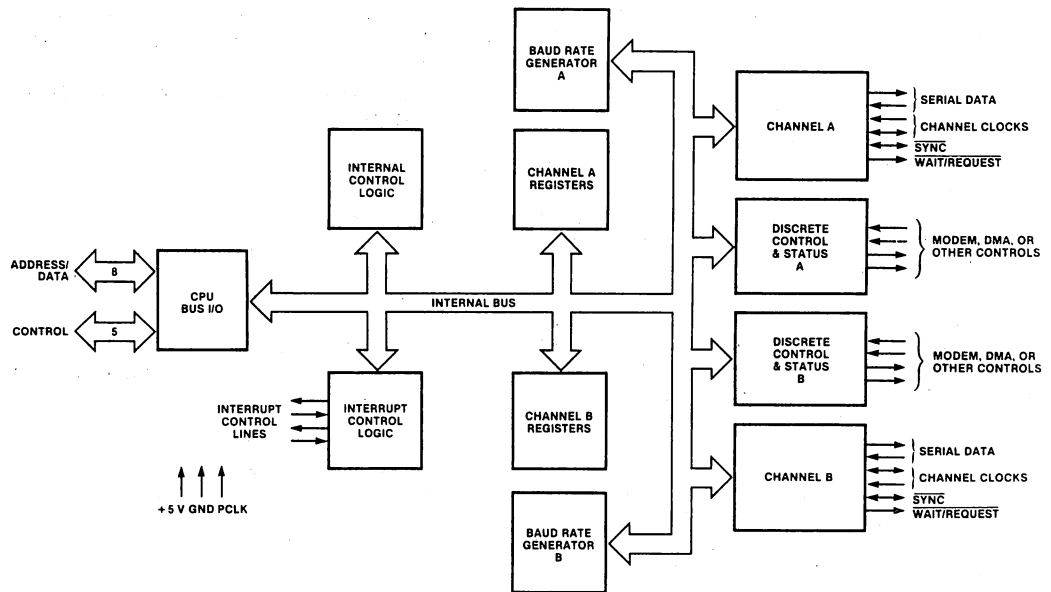 BAUD RATE
GENERATOR
A
CHANNEL A
SERIAL DATA
CHANNEL CLOCKS
SYNC
WAIT/REQUEST
INTERNAL
CONTROL
LOGIC
CHANNEL A
REGISTERS
DISCRETE
CONTROL
& STATUS
A
MODEM, DMA, OR
OTHER CONTROLS
ADDRESS/
DATA
8
CPU
BUS I/O
INTERNAL BUS
CONTROL
5
DISCRETE
CONTROL
& STATUS
B
MODEM, DMA, OR
OTHER CONTROLS
INTERRUPT
CONTROL
LINES
INTERRUPT
CONTROL
LOGIC
CHANNEL B
REGISTERS
CHANNEL B
SERIAL DATA
CHANNEL CLOCKS
SYNC
WAIT/REQUEST
+5 V GND PCLK
BAUD RATE
GENERATOR
B